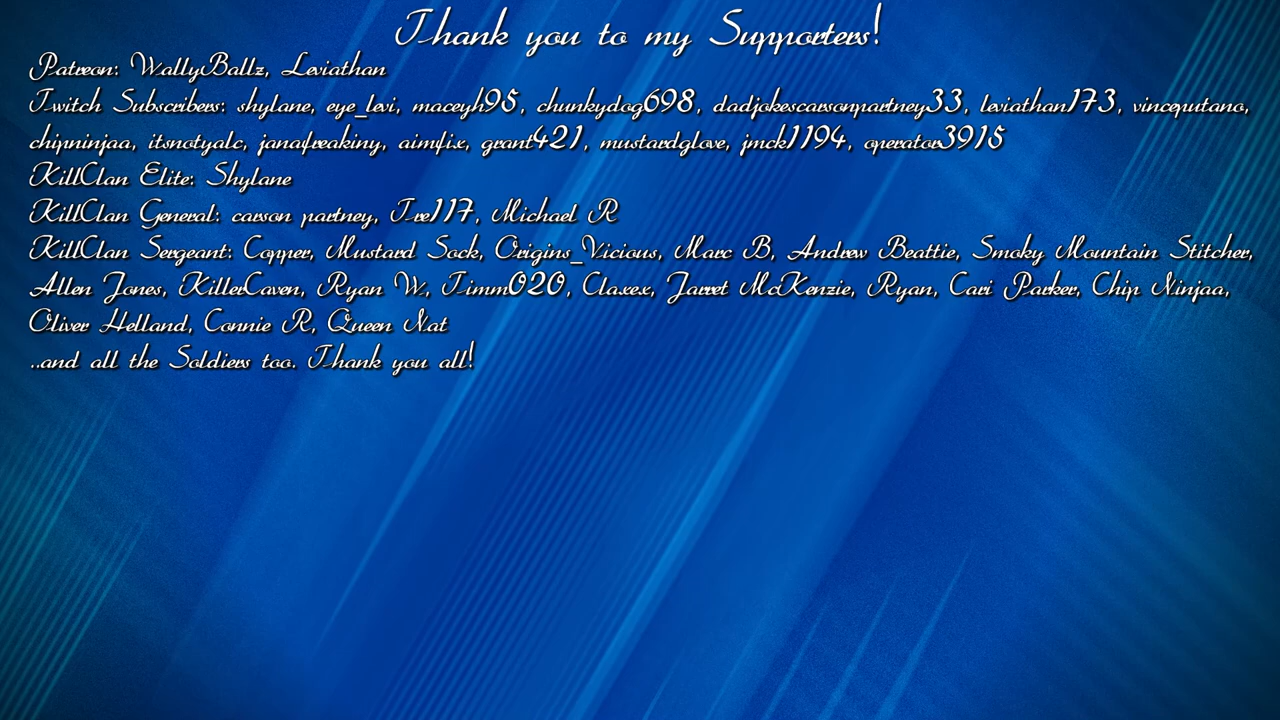 Thank you to my Supporters!
Patreon: WallyBallz, Leviathan
Twitch Subscribers: shylane, eye_levi, maceyh95, chunkydog698, dadjokescarsonpartney33, leviathan173, vinceputano,
chipninjaa, itsnotyalc, janafreakiny, aimfix, grant421, mustardglove, jmck1194, operator3915
KillClan Elite: Shylane
KillClan General: carson partney, Tre117, Michael R
KillClan Sergeant: Copper, Mustard Sock, Origins_Vicious, Marc B, Andrew Beattie, Smoky Mountain Stitcher,
Allen Jones, KillerCaven, Ryan W, Timm020, Claxex, Jarret McKenzie, Ryan, Cari Parker, Chip Ninjaa,
Oliver Helland, Connie R, Queen Nat
..and all the Soldiers too. Thank you all!